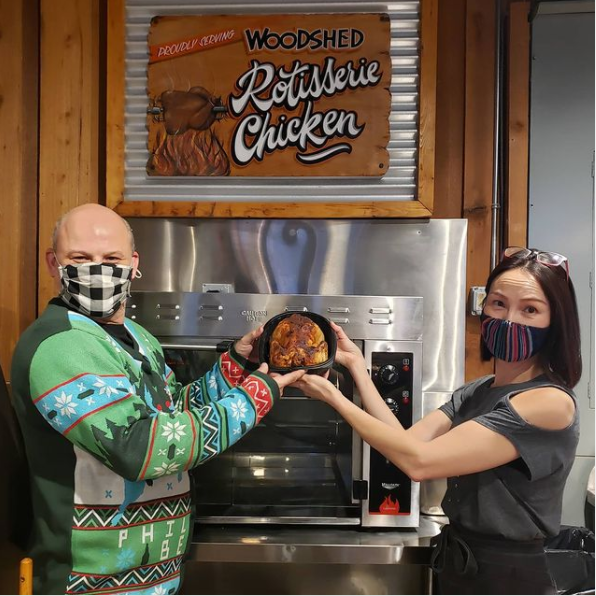 PROUDLY SERVING
WOODSHED
Rotisserie
Chicken
PHIL
BE